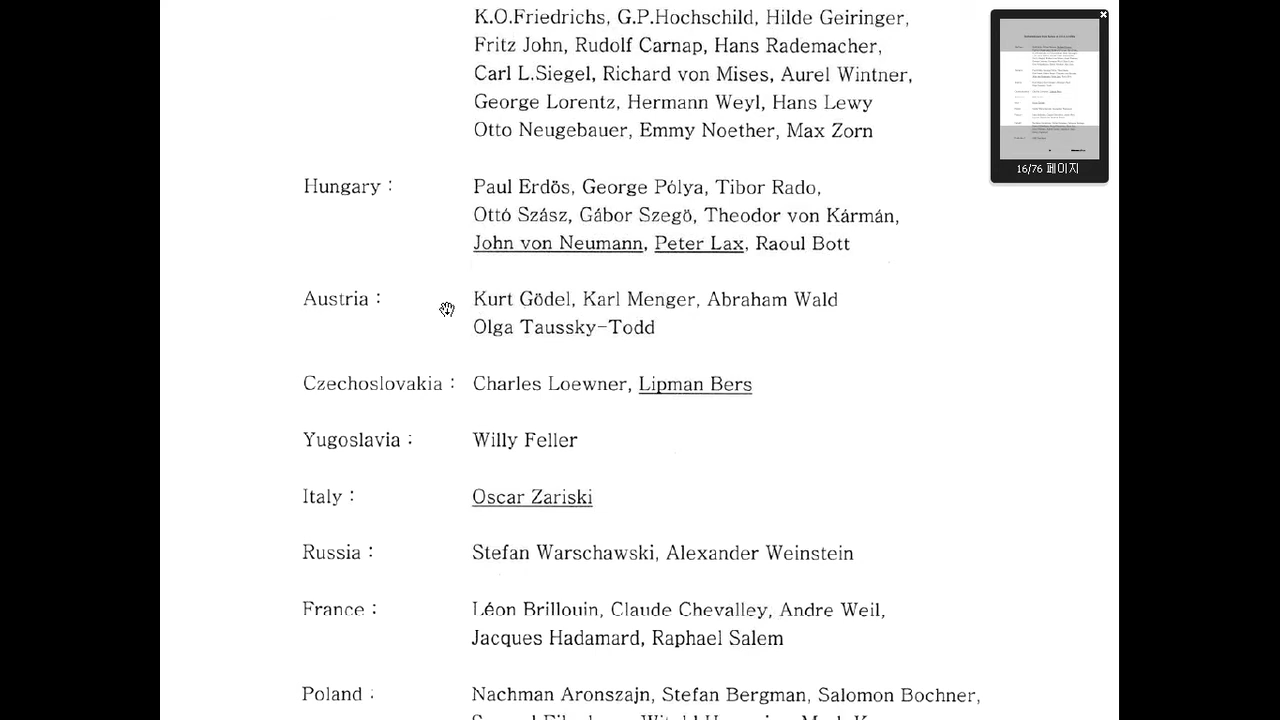 K.O.Friedrichs, G.P.Hochschild, Hilde Geiringer,
Fritz John, Rudolf Carnap, Hans Rademacher,
Carl L. Siegel, Richard von Mises, Aurel Wintner,
George Lorentz, Hermann Weyl, Hans Lewy
Otto Neugebauer, Emmy Noether, Max Zorn
Hungary : Paul Erdös, George Pólya, Tibor Rado,
Ottó Szász, Gábor Szegö, Theodor von Kármán,
John von Neumann, Peter Lax, Raoul Bott
Austria : Kurt Gödel, Karl Menger, Abraham Wald
Olga Taussky-Todd
Czechoslovakia : Charles Loewner, Lipman Bers
Yugoslavia : Willy Feller
Italy : Oscar Zariski
Russia : Stefan Warschawski, Alexander Weinstein
France : Léon Brillouin, Claude Chevalley, Andre Weil,
Jacques Hadamard, Raphael Salem
Poland : Nachman Aronszajn, Stefan Bergman, Salomon Bochner,
16/76 페이지